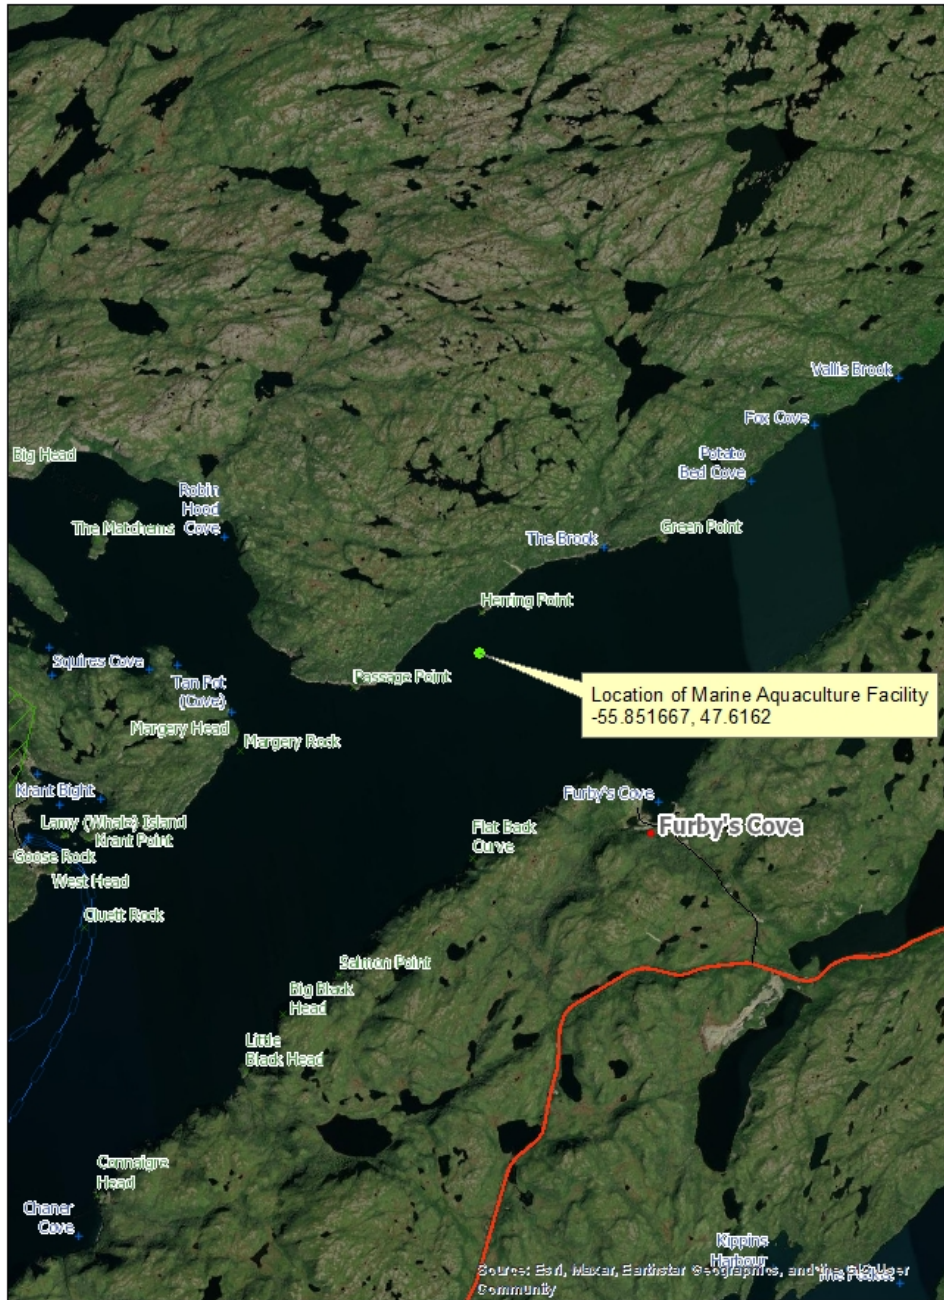 Vallis Brook
Fox Cove
Big Head
Potato
Bed Cove
Robin
Hood
Cove
The Matchems
Green Point
The Brook
Herring Point
Squires Cove
Passage Point
Tan Pot
(Cove)
Location of Marine Aquaculture Facility
-55.851667, 47.6162
Margery Head
Margery Rock
Krant Bight
Furby's Cove
Lamy (Whale) Island
Furby's Cove
Krant Point
Flat Back
Curve
Goose Rock
West Head
Cluett Rock
Salmon Point
Big Black
Head
Little
Black Head
Connaigre
Head
Chaner
Cove
Kippins
Harbour
Source: Esri, Maxar, Earthstar Geographics, and the GIS User
Community